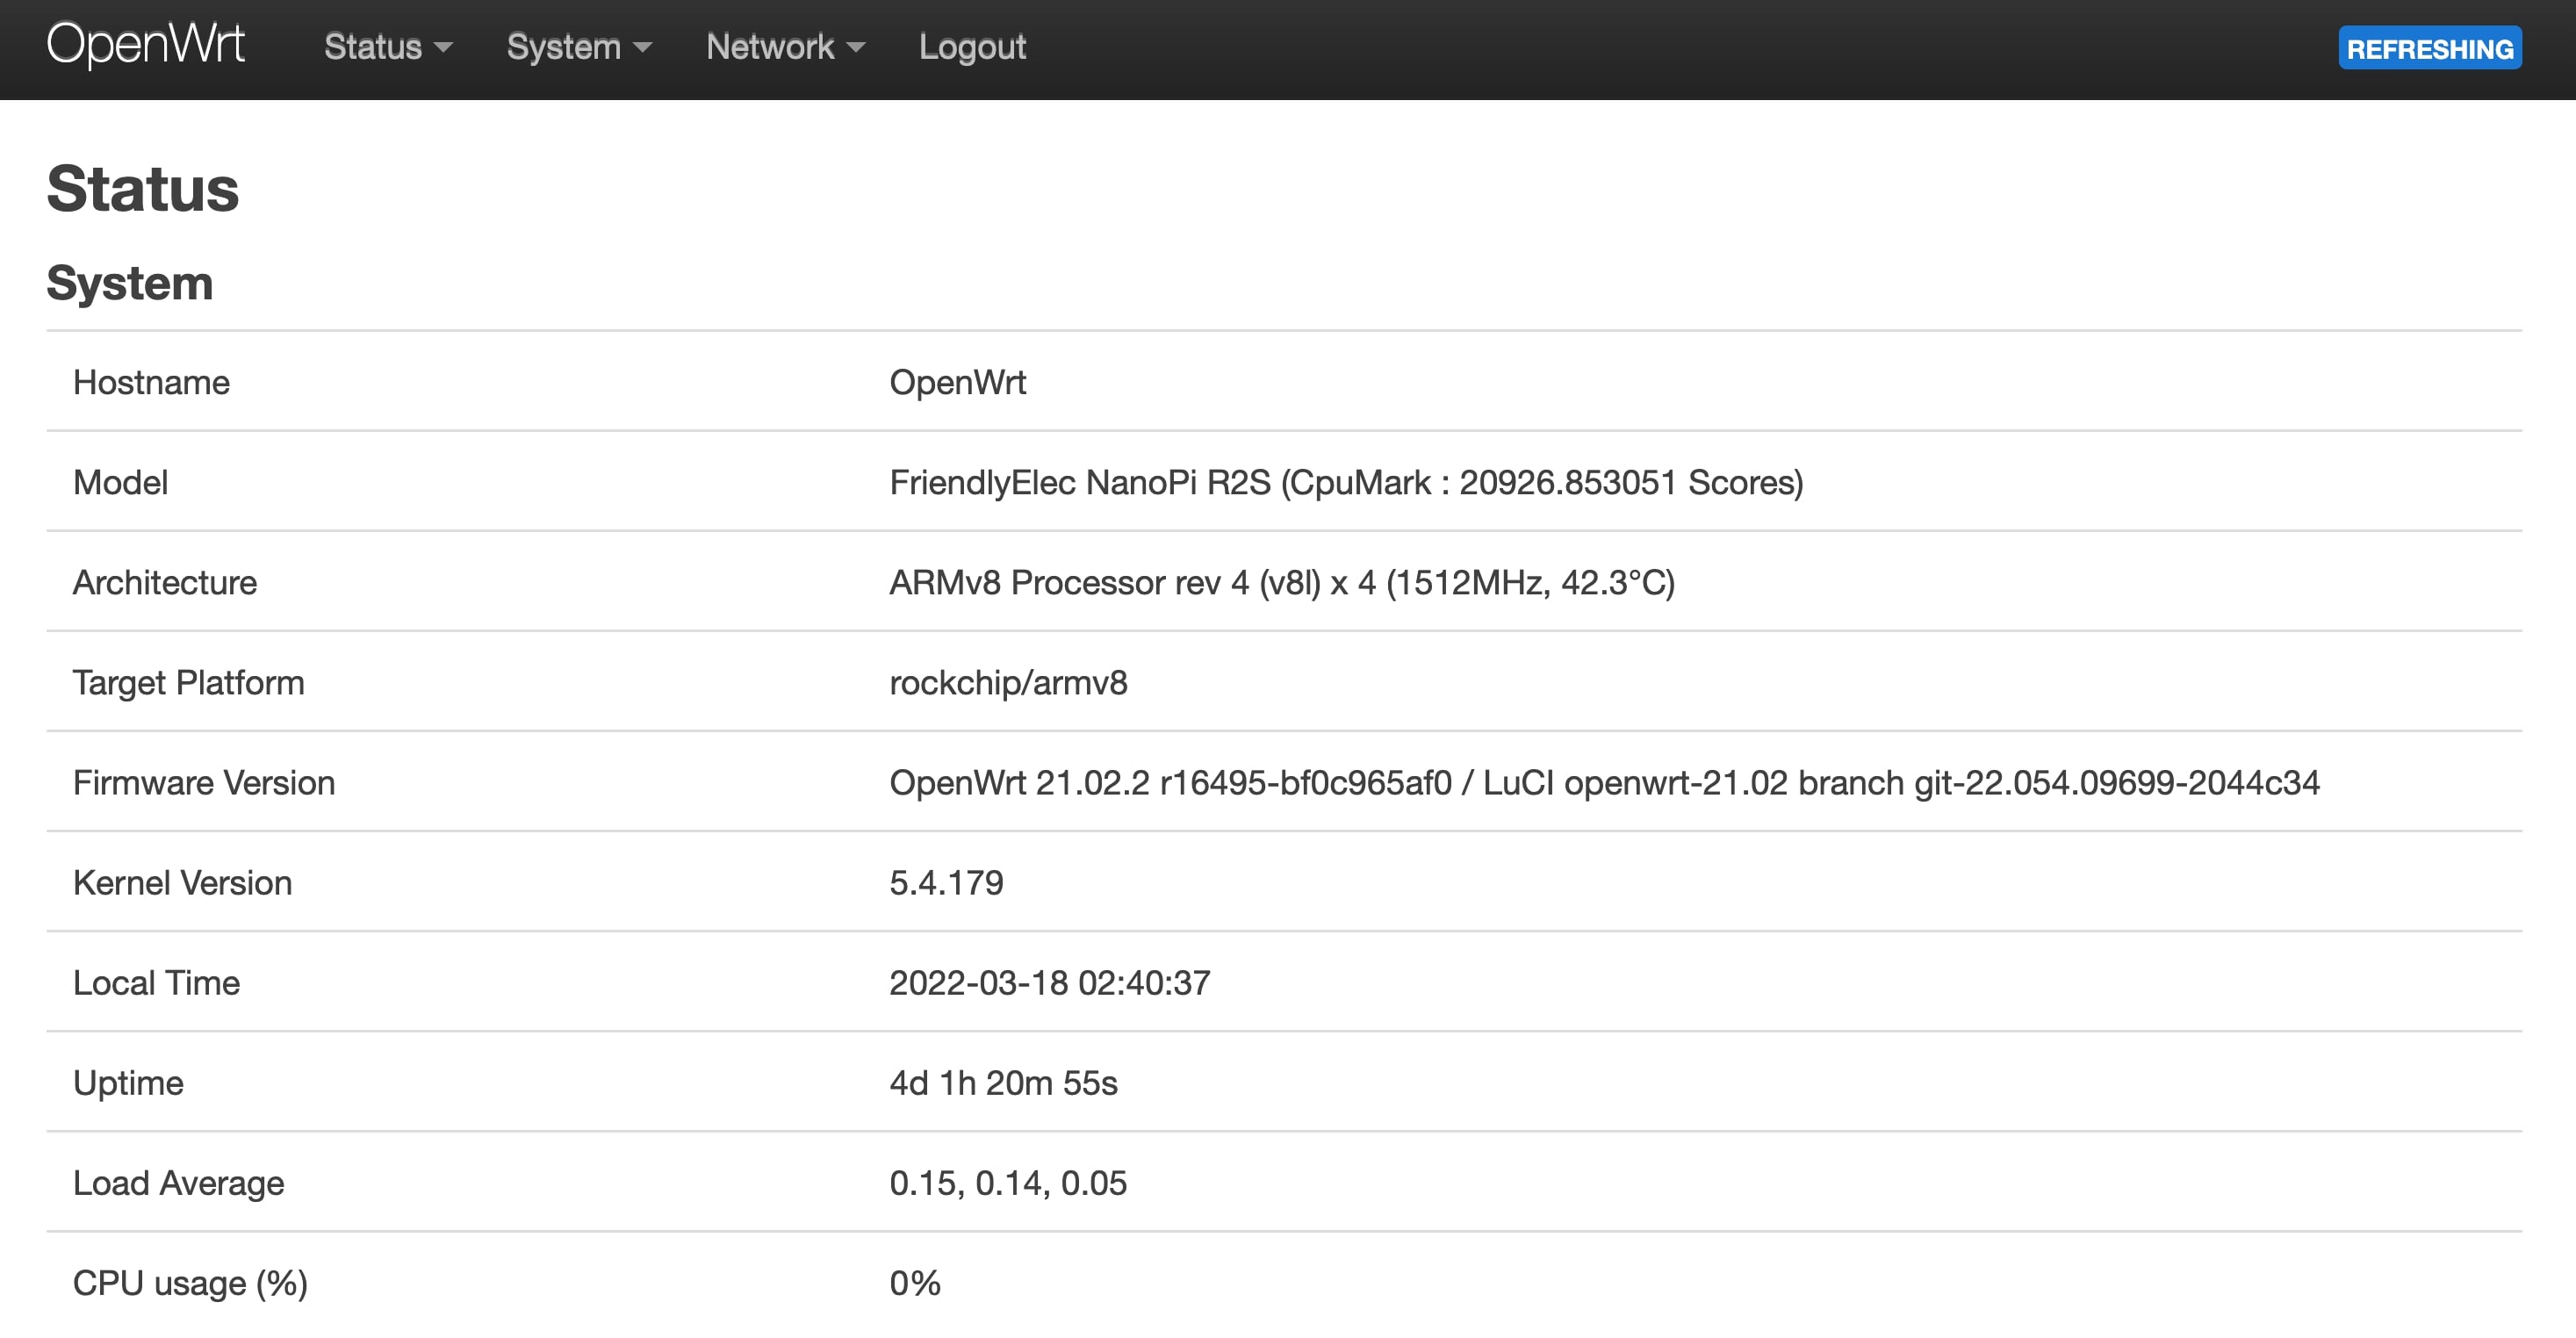 OpenWrt Status System Network Logout REFRESHING
Status
System
Hostname OpenWrt
Model FriendlyElec NanoPi R2S (CpuMark : 20926.853051 Scores)
Architecture ARMv8 Processor rev 4 (v8l) x 4 (1512MHz, 42.3°C)
Target Platform rockchip/armv8
Firmware Version OpenWrt 21.02.2 r16495-bf0c965af0 / LuCI openwrt-21.02 branch git-22.054.09699-2044c34
Kernel Version 5.4.179
Local Time 2022-03-18 02:40:37
Uptime 4d 1h 20m 55s
Load Average 0.15, 0.14, 0.05
CPU usage (%) 0%